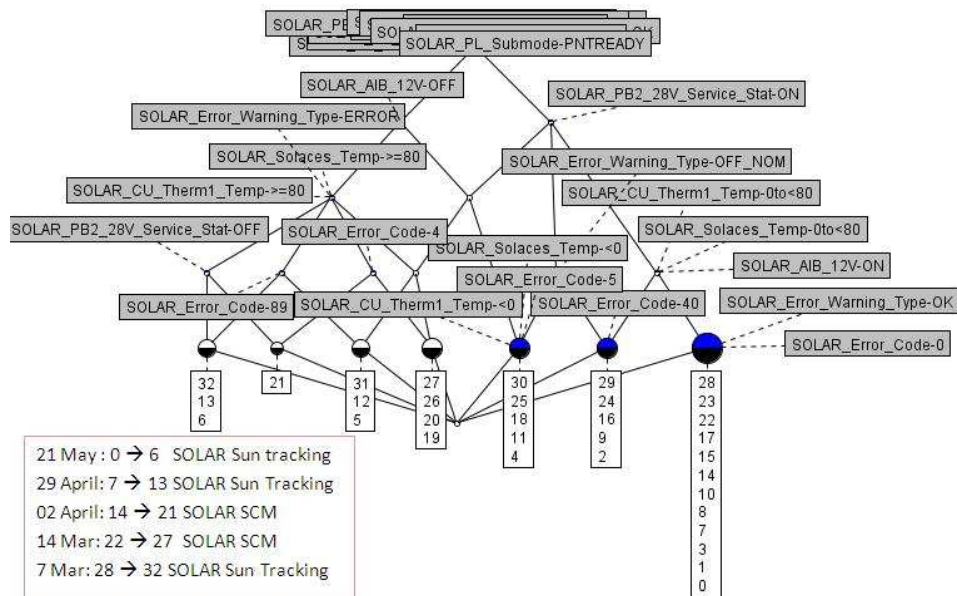 SOLAR_PE
OK
SOLAR_PL_Submode-PNTREADY
SOLAR_AIB_12V-OFF
SOLAR_PB2_28V_Service_Stat-ON
SOLAR_Error_Warning_Type-ERROR
SOLAR_Solaces_Temp->=80
SOLAR_Error_Warning_Type-OFF_NOM
SOLAR_CU_Therm1_Temp->=80
SOLAR_CU_Therm1_Temp-0to<80
SOLAR_PB2_28V_Service_Stat-OFF
SOLAR_Error_Code-4
SOLAR_Solaces_Temp-0to<80
SOLAR_Solaces_Temp-<0
SOLAR_AIB_12V-ON
SOLAR_Error_Code-5
SOLAR_Error_Code-89
SOLAR_CU_Therm1_Temp-<0
SOLAR_Error_Code-40
SOLAR_Error_Warning_Type-OK
SOLAR_Error_Code-0
32
13
6
21
31
12
5
27
26
20
19
30
25
18
11
4
29
24
16
9
2
28
23
22
17
15
14
10
8
7
3
1
0
21 May : 0 → 6 SOLAR Sun tracking
29 April: 7 → 13 SOLAR Sun Tracking
02 April: 14 → 21 SOLAR SCM
14 Mar: 22 → 27 SOLAR SCM
7 Mar: 28 → 32 SOLAR Sun Tracking